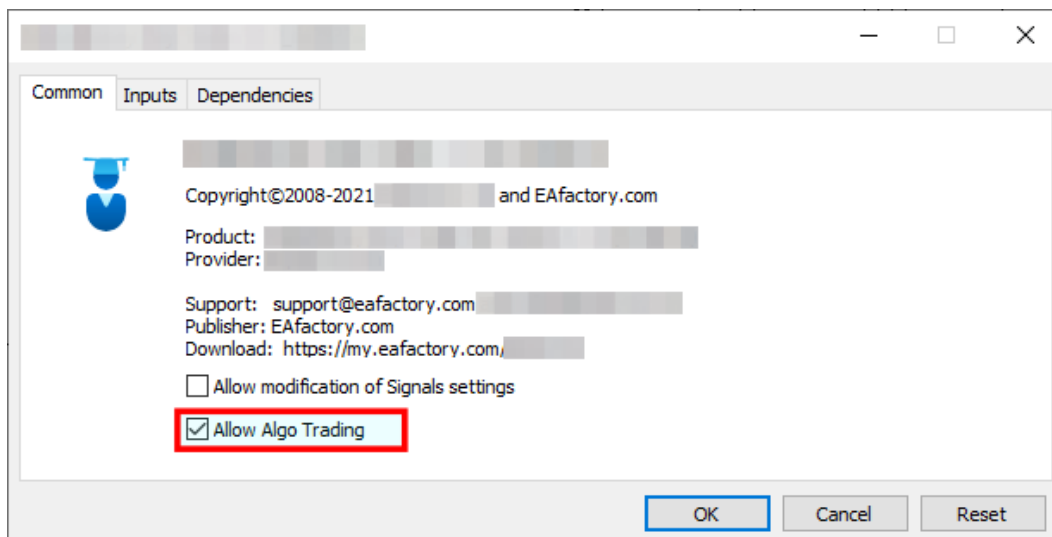 Common Inputs Dependencies
Copyright©2008-2021 and EAfactory.com
Product:
Provider:
Support: support@eafactory.com
Publisher: EAfactory.com
Download: https://my.eafactory.com/
Allow modification of Signals settings
Allow Algo Trading
OK Cancel Reset